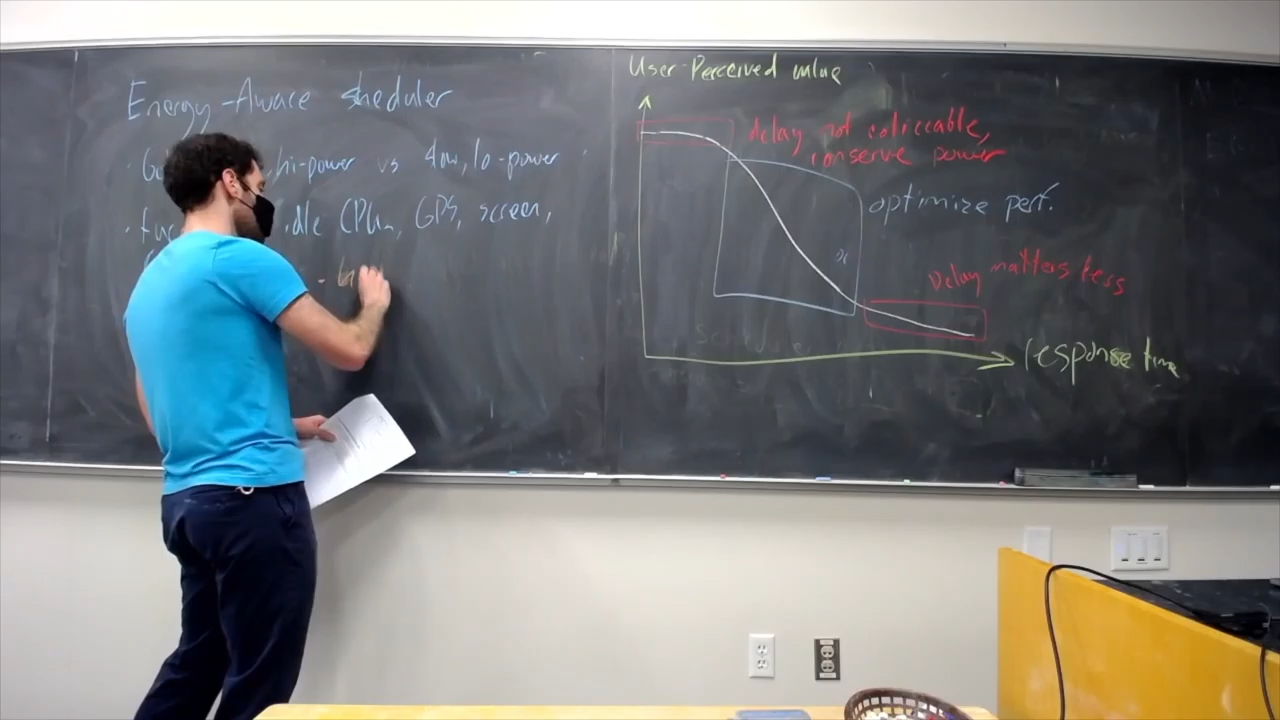 Energy-Aware sheduler
hi-power vs low, lo-power
idle CPUs, GPS, screen,
User-Perceived value
delay not noticeable,
conserve power
optimize perf.
Delay matters less
response time